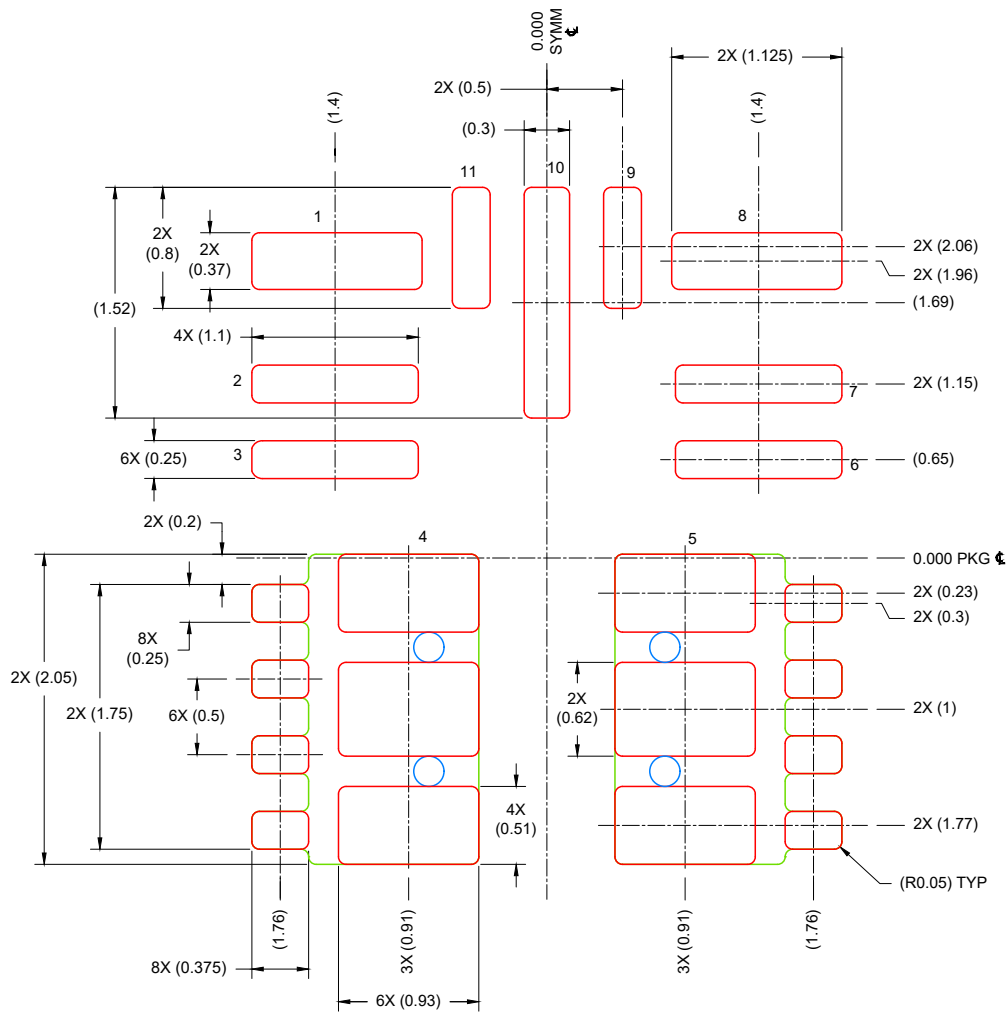 0.000
SYMM
℄
2X (1.125)
2X (0.5)
(1.4)
(1.4)
(0.3)
11
10
9
1
8
2X
(0.8)
2X
(0.37)
2X (2.06)
2X (1.96)
(1.52)
(1.69)
4X (1.1)
2
7
2X (1.15)
3
6X (0.25)
6
(0.65)
2X (0.2)
4
5
0.000 PKG ℄
2X (0.23)
2X (0.3)
8X
(0.25)
2X (2.05)
2X (1.75)
6X (0.5)
2X
(0.62)
2X (1)
4X
(0.51)
2X (1.77)
(R0.05) TYP
(1.76)
3X (0.91)
3X (0.91)
(1.76)
8X (0.375)
6X (0.93)